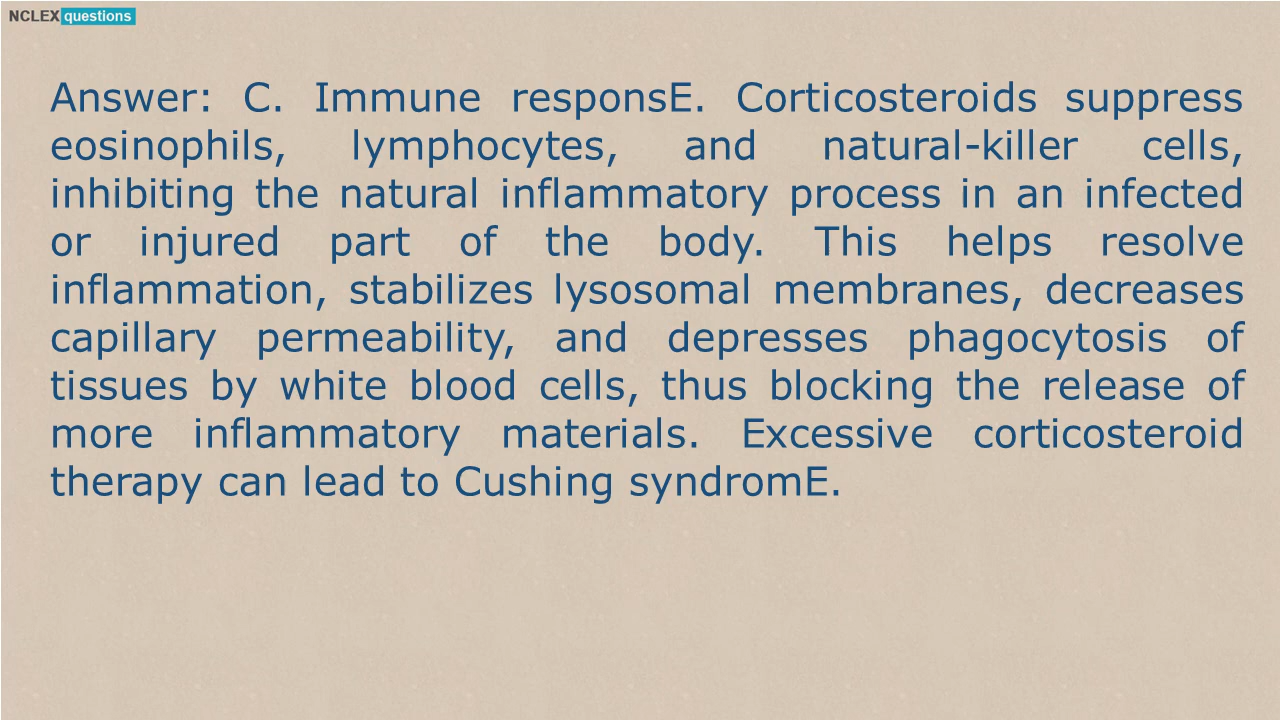 NCLEX questions
Answer: C. Immune responsE. Corticosteroids suppress
eosinophils, lymphocytes, and natural-killer cells,
inhibiting the natural inflammatory process in an infected
or injured part of the body. This helps resolve
inflammation, stabilizes lysosomal membranes, decreases
capillary permeability, and depresses phagocytosis of
tissues by white blood cells, thus blocking the release of
more inflammatory materials. Excessive corticosteroid
therapy can lead to Cushing syndromE.